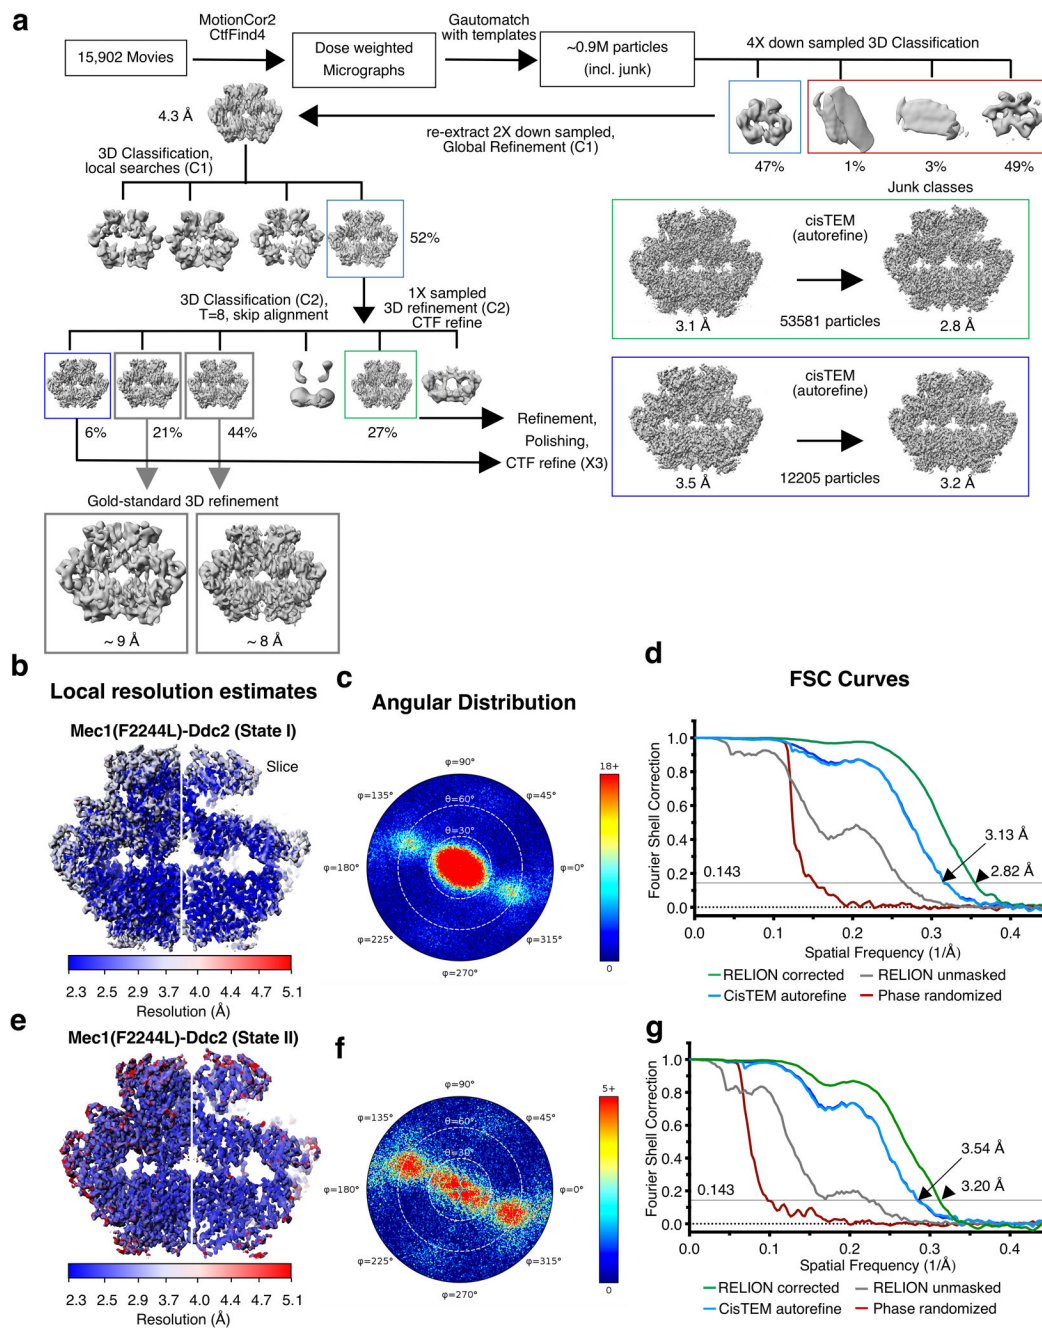 a
MotionCor2
CtfFind4
Gautomatch
with templates
15,902 Movies
Dose weighted
Micrographs
~0.9M particles
(incl. junk)
4X down sampled 3D Classification
4.3 Å
re-extract 2X down sampled,
Global Refinement (C1)
47%
1%
3%
49%
Junk classes
3D Classification,
local searches (C1)
52%
3D Classification (C2),
T=8, skip alignment
1X sampled
3D refinement (C2)
CTF refine
6%
21%
44%
27%
Refinement,
Polishing,
CTF refine (X3)
Gold-standard 3D refinement
~ 9 Å
~ 8 Å
cisTEM
(autorefine)
3.1 Å
53581 particles
2.8 Å
cisTEM
(autorefine)
3.5 Å
12205 particles
3.2 Å
b
Local resolution estimates
Mec1(F2244L)-Ddc2 (State I)
Slice
2.3 2.5 2.9 3.7 4.0 4.4 4.7 5.1
Resolution (Å)
c
Angular Distribution
φ=90°
φ=135°
φ=45°
θ=60°
θ=30°
φ=180°
φ=0°
φ=225°
φ=315°
φ=270°
18+
0
d
FSC Curves
Fourier Shell Correction
1.0
0.8
0.6
0.4
0.2
0.0
0.143
3.13 Å
2.82 Å
0.0 0.1 0.2 0.3 0.4
Spatial Frequency (1/Å)
RELION corrected
RELION unmasked
CisTEM autorefine
Phase randomized
e
Mec1(F2244L)-Ddc2 (State II)
2.3 2.5 2.9 3.7 4.0 4.4 4.7 5.1
Resolution (Å)
f
φ=90°
φ=135°
φ=45°
θ=60°
θ=30°
φ=180°
φ=0°
φ=225°
φ=315°
φ=270°
5+
0
g
Fourier Shell Correction
1.0
0.8
0.6
0.4
0.2
0.0
0.143
3.54 Å
3.20 Å
0.0 0.1 0.2 0.3 0.4
Spatial Frequency (1/Å)
RELION corrected
RELION unmasked
CisTEM autorefine
Phase randomized